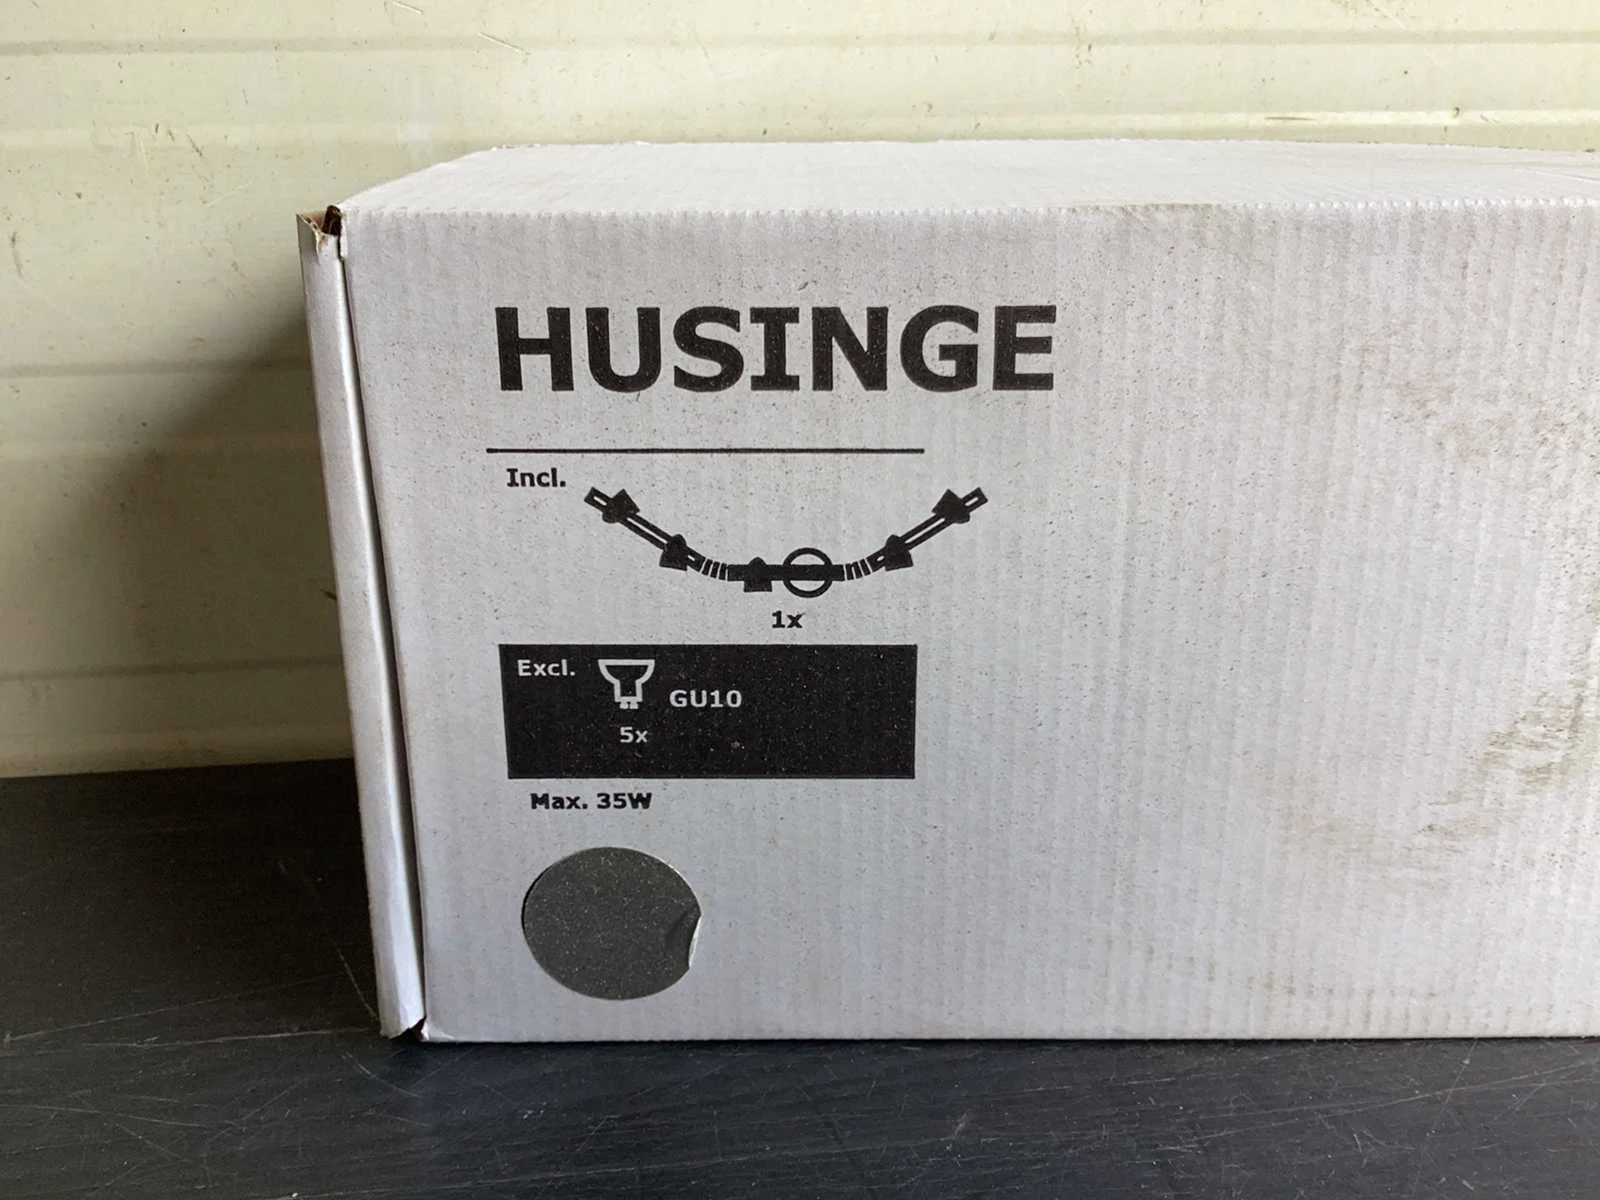 HUSINGE
Incl.
1x
Excl.
GU10
5x
Max. 35W